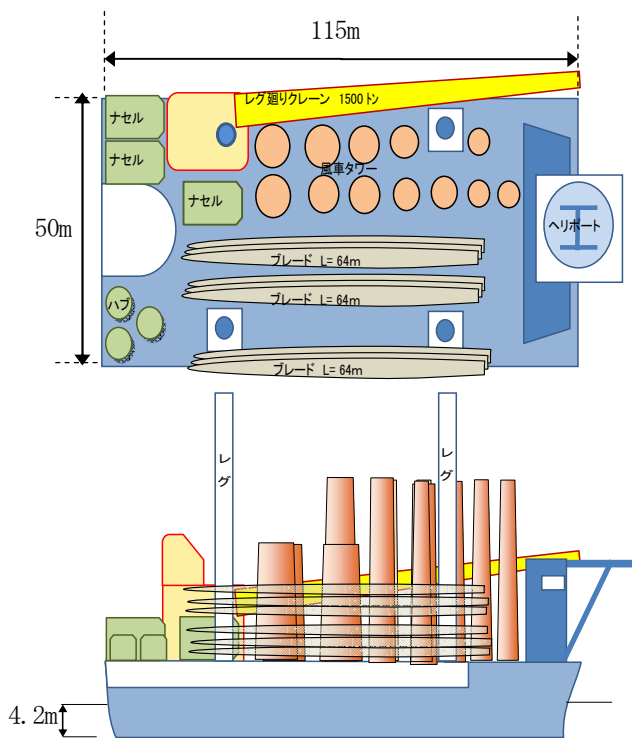 115m
レグ廻りクレーン 1500トン
ナセル
ナセル
風車タワー
ナセル
50m
ヘリポート
ブレード L= 64m
ハブ
ブレード L= 64m
ブレード L= 64m
レグ
レグ
4.2m